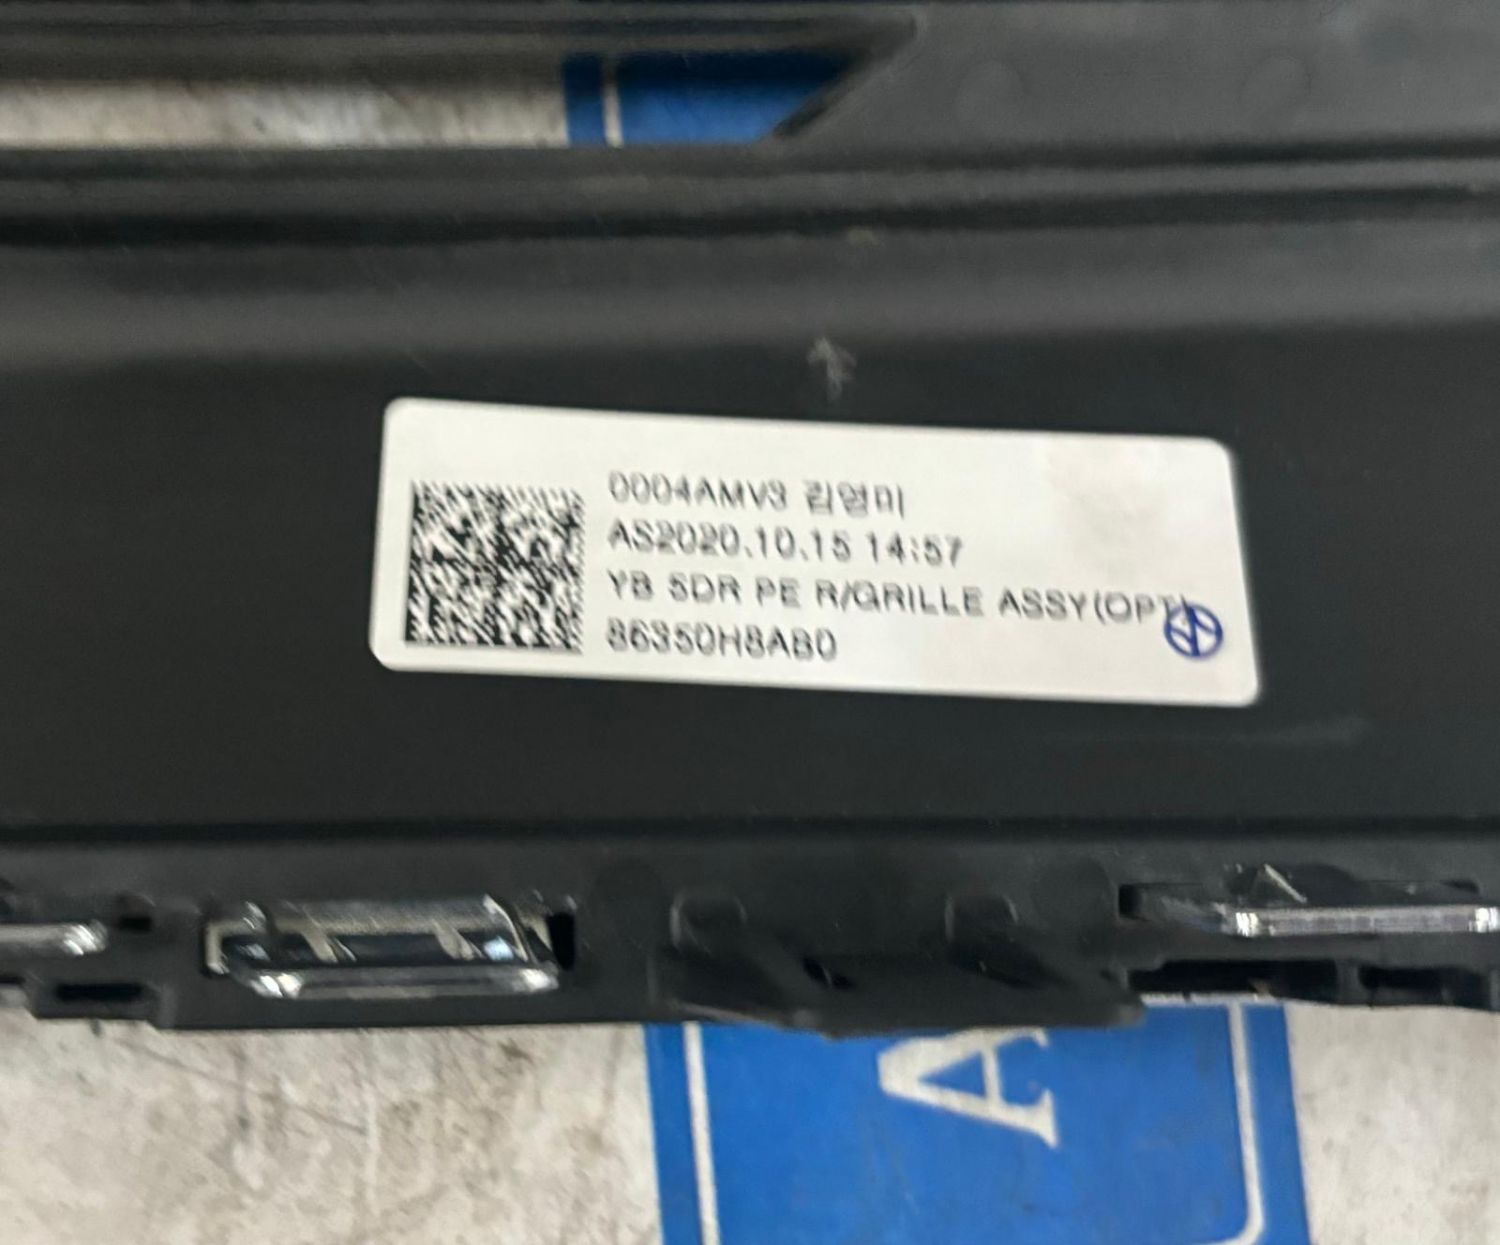 0004AMV3 김영미
AS2020.10.15 14:57
YB 5DR PE R/GRILLE ASSY(OPT)
86350H8AB0
A